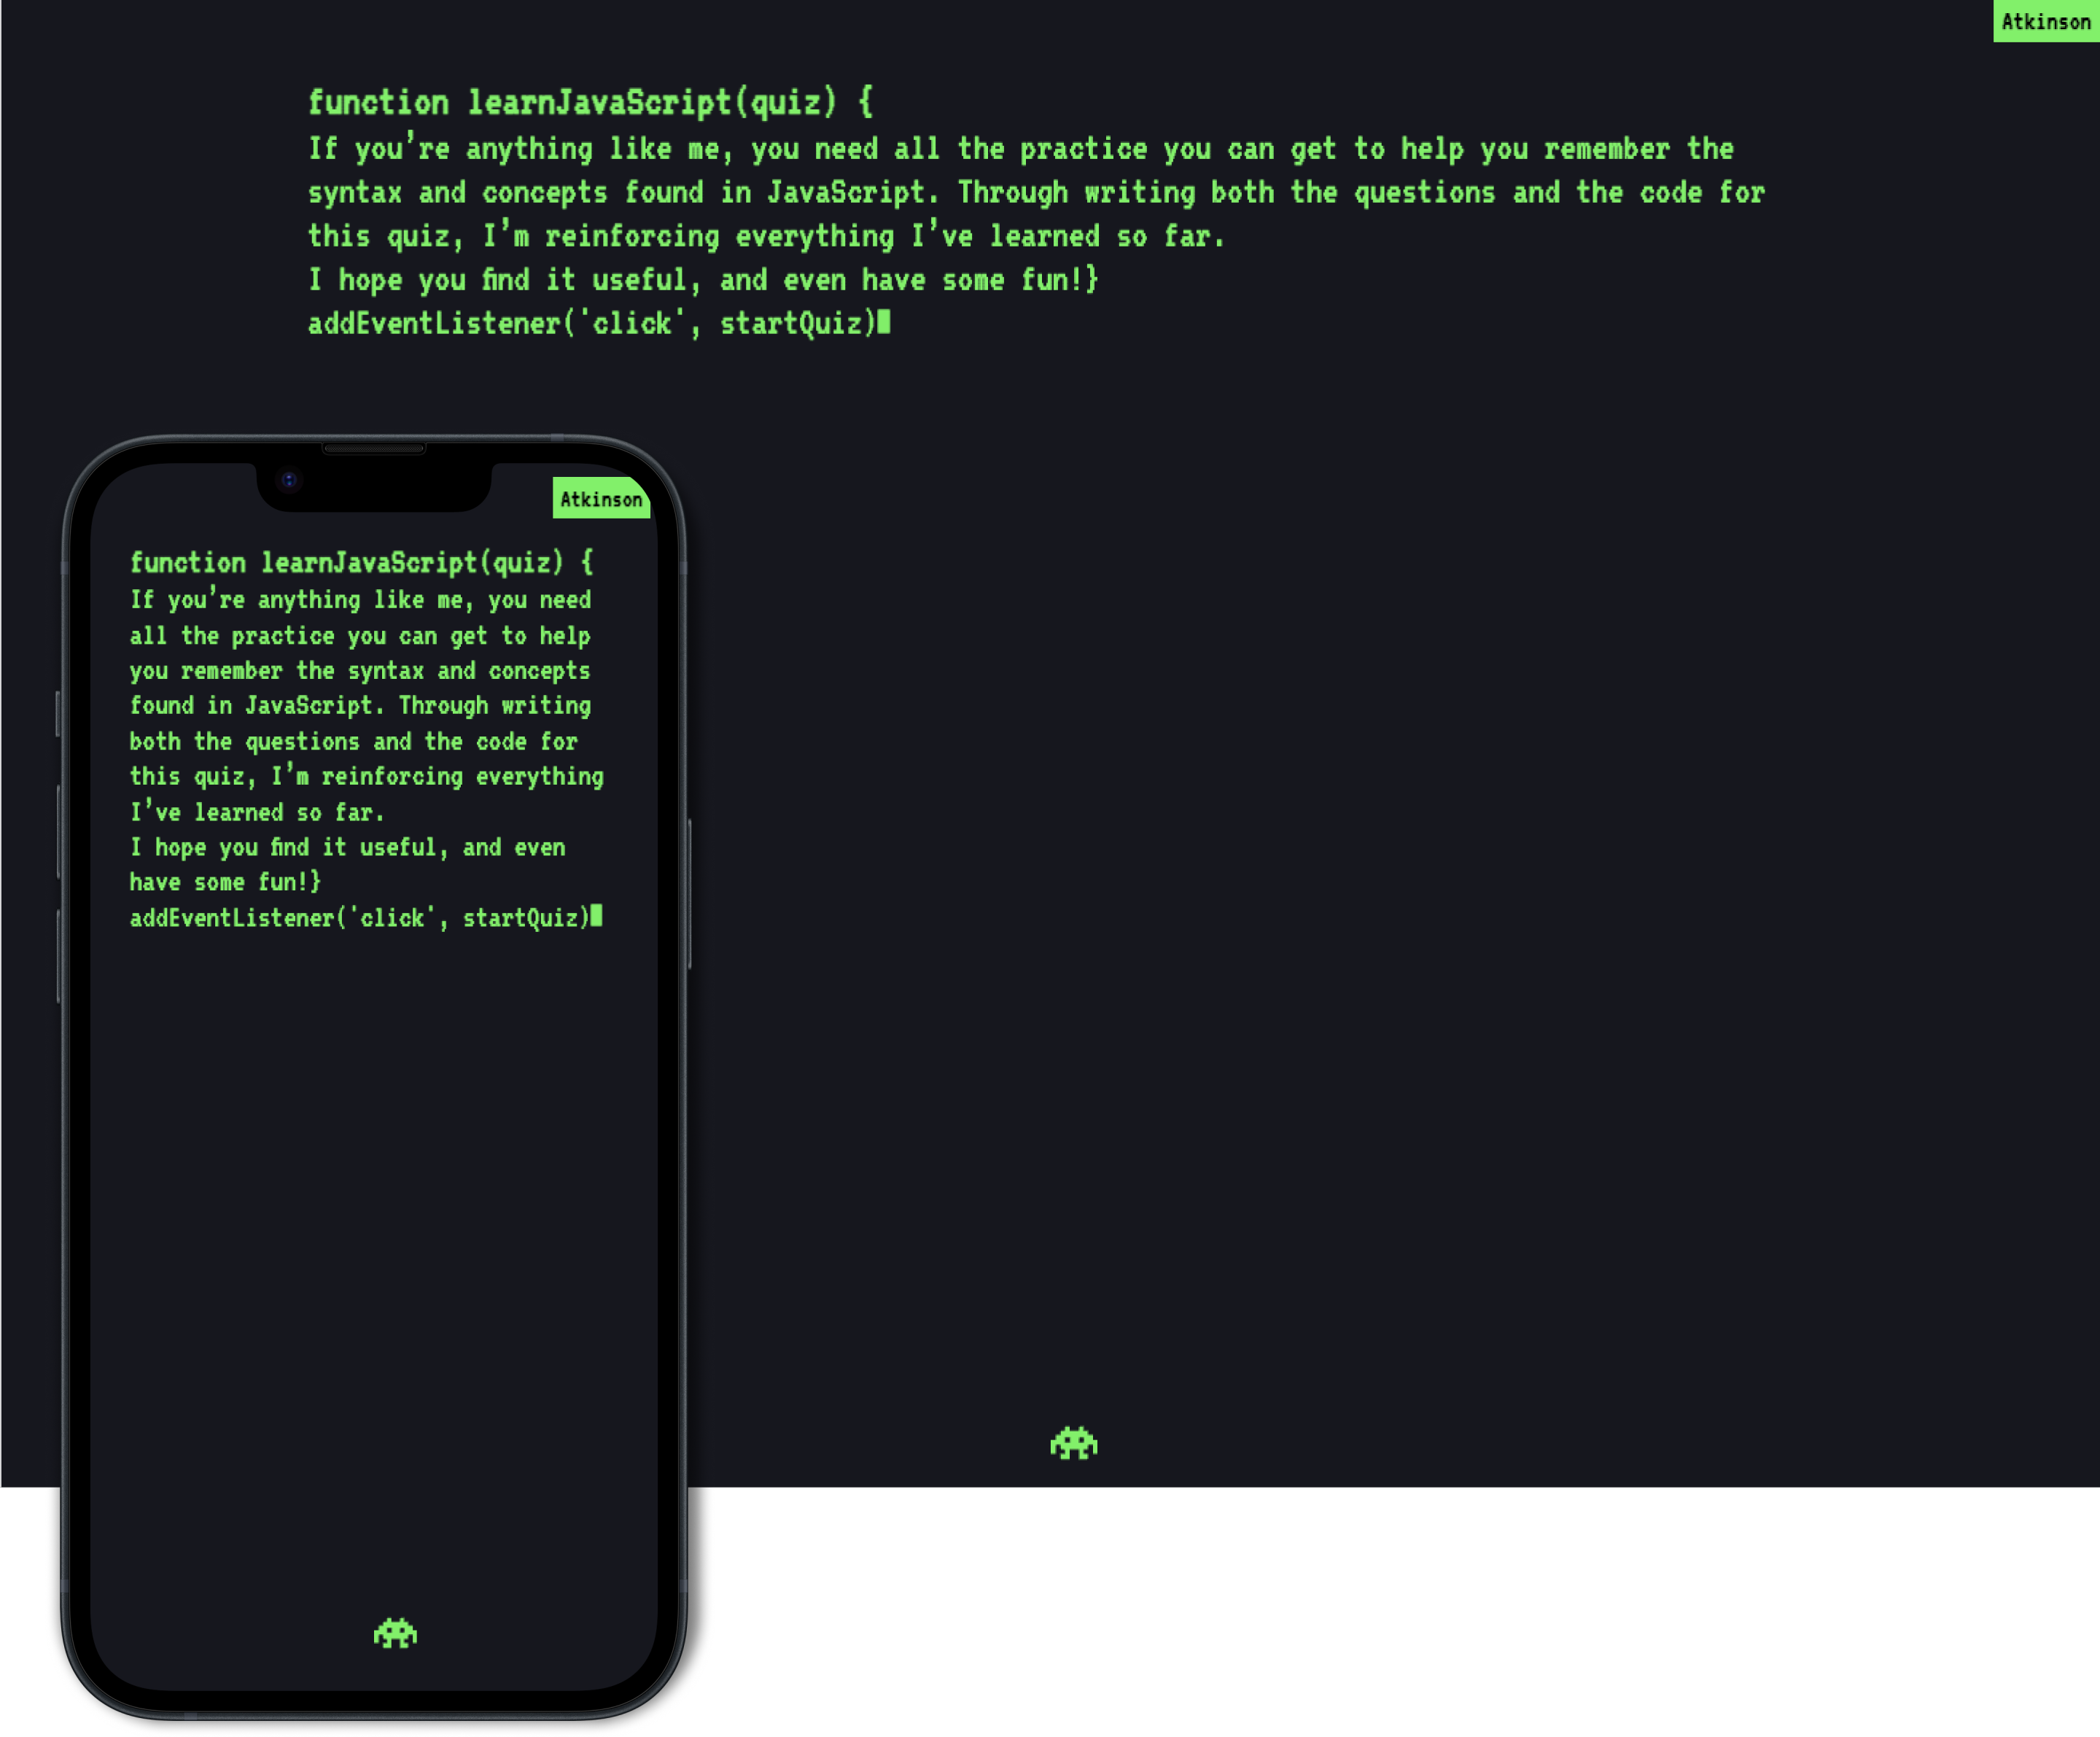 Atkinson
function learnJavaScript(quiz) {
If you’re anything like me, you need all the practice you can get to help you remember the
syntax and concepts found in JavaScript. Through writing both the questions and the code for
this quiz, I’m reinforcing everything I’ve learned so far.
I hope you find it useful, and even have some fun!}
addEventListener('click', startQuiz)
Atkinson
function learnJavaScript(quiz) {
If you’re anything like me, you need
all the practice you can get to help
you remember the syntax and concepts
found in JavaScript. Through writing
both the questions and the code for
this quiz, I’m reinforcing everything
I’ve learned so far.
I hope you find it useful, and even
have some fun!}
addEventListener('click', startQuiz)